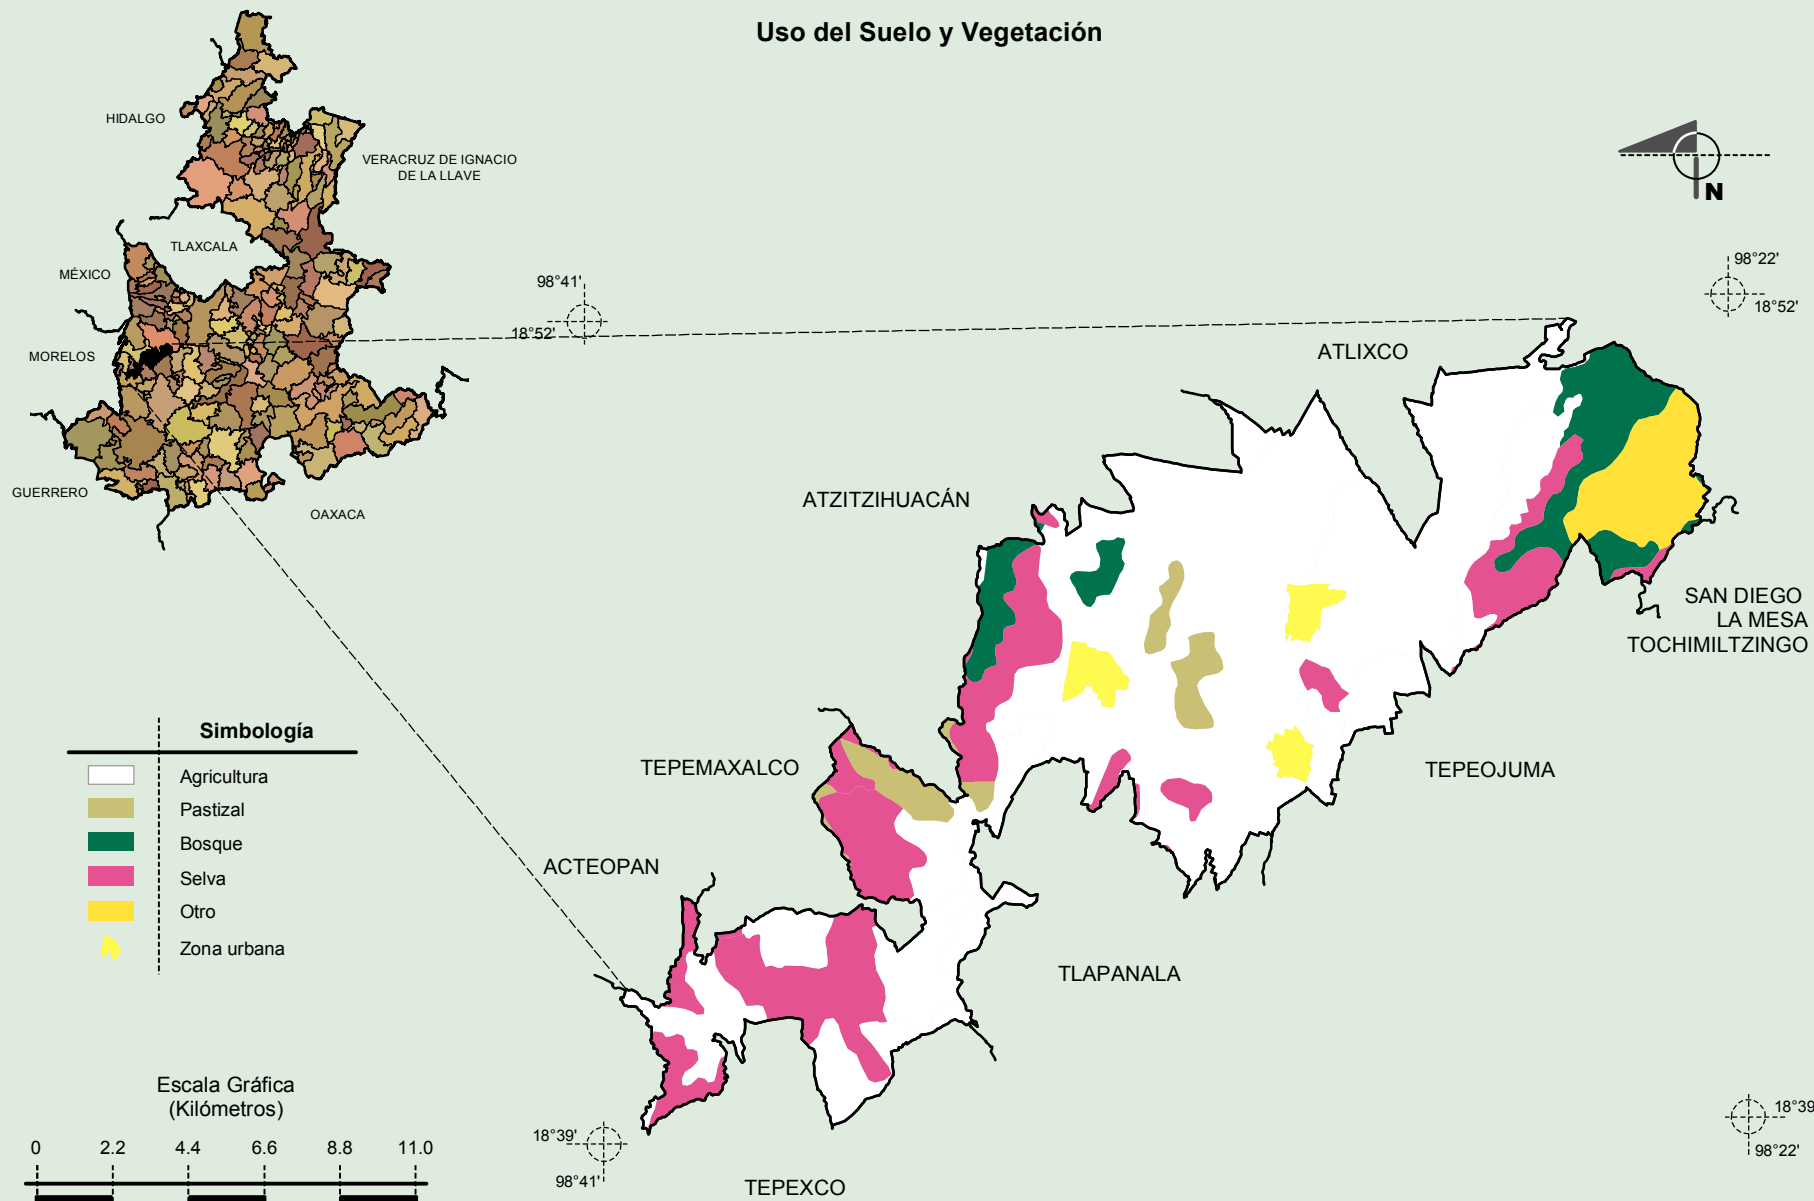 Uso del Suelo y Vegetación
HIDALGO
VERACRUZ DE IGNACIO
DE LA LLAVE
TLAXCALA
MÉXICO
MORELOS
GUERRERO
OAXACA
N
98°41'
18°52'
98°22'
18°52'
ATLIXCO
ATZITZIHUACÁN
SAN DIEGO
LA MESA
TOCHIMILTZINGO
TEPEMAXALCO
TEPEOJUMA
ACTEOPAN
TLAPANALA
TEPEXCO
Simbología
Agricultura
Pastizal
Bosque
Selva
Otro
Zona urbana
Escala Gráfica
(Kilómetros)
0 2.2 4.4 6.6 8.8 11.0
18°39'
98°41'
18°39'
98°22'